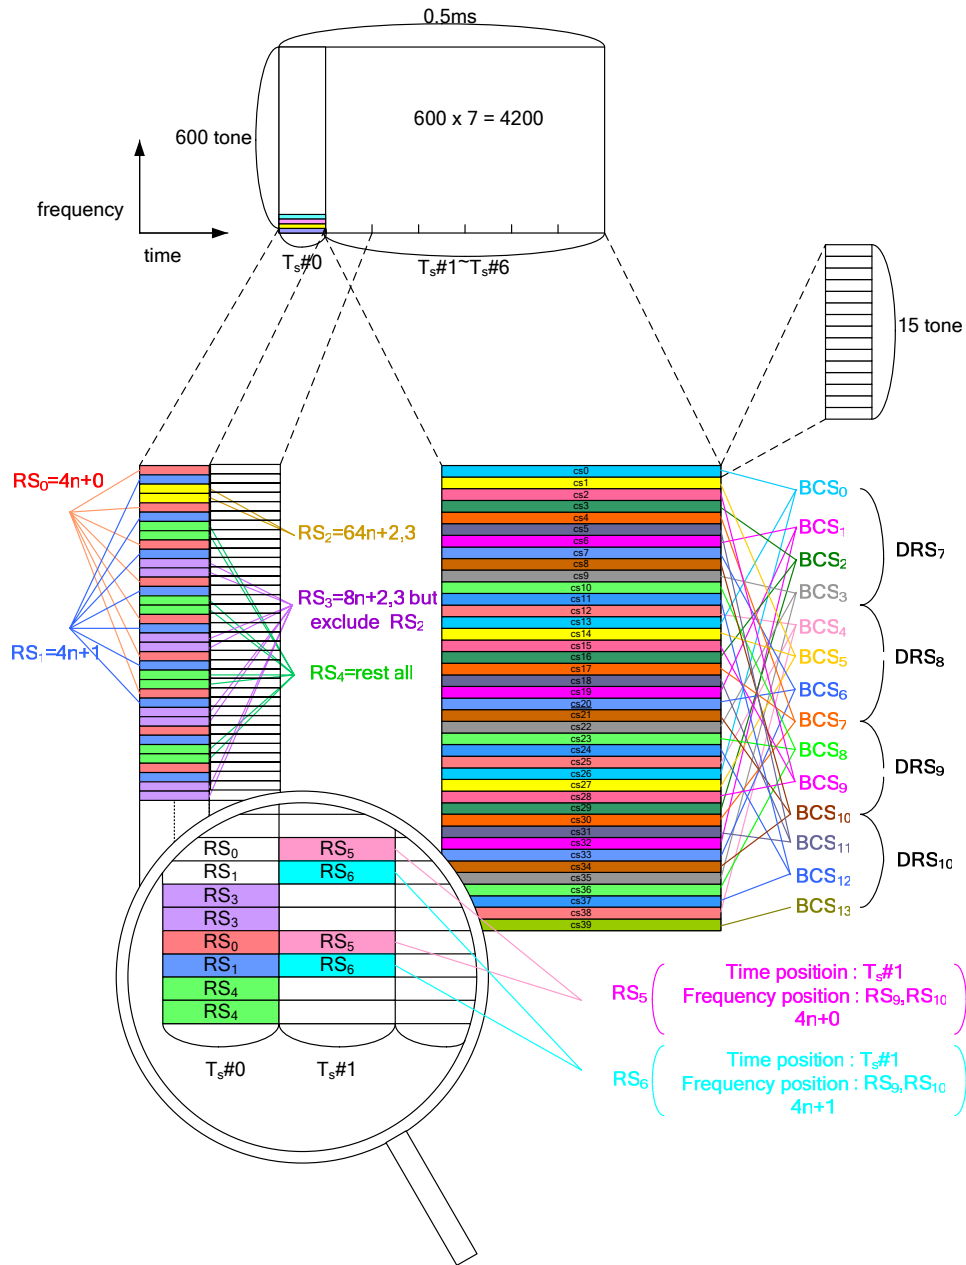 0.5ms
600 x 7 = 4200
600 tone
frequency
time
Ts#0
Ts#1~Ts#6
15 tone
RS0=4n+0
RS1=4n+1
RS2=64n+2,3
RS3=8n+2,3 but
exclude RS2
RS4=rest all
cs0
cs1
cs2
cs3
cs4
cs5
cs6
cs7
cs8
cs9
cs10
cs11
cs12
cs13
cs14
cs15
cs16
cs17
cs18
cs19
cs20
cs21
cs22
cs23
cs24
cs25
cs26
cs27
cs28
cs29
cs30
cs31
cs32
cs33
cs34
cs35
cs36
cs37
cs38
cs39
BCS0
BCS1
BCS2
BCS3
BCS4
BCS5
BCS6
BCS7
BCS8
BCS9
BCS10
BCS11
BCS12
BCS13
DRS7
DRS8
DRS9
DRS10
RS0 RS5
RS1 RS6
RS3
RS3
RS0 RS5
RS1 RS6
RS4
RS4
Ts#0 Ts#1
RS5
Time positioin : Ts#1
Frequency position : RS9,RS10
4n+0
RS6
Time position : Ts#1
Frequency position : RS9,RS10
4n+1